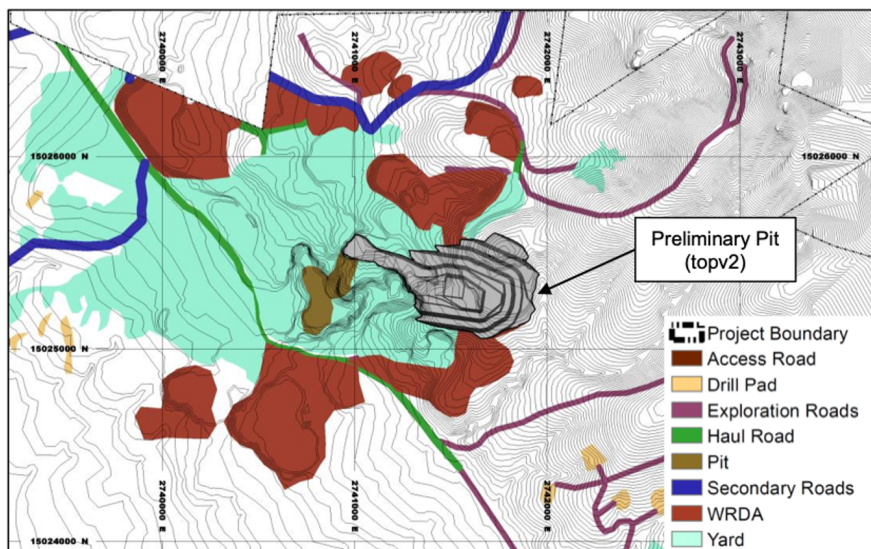 2740000 E
2741000 E
2742000 E
2743000 E
15026000 N
15026000 N
Preliminary Pit
(topv2)
15025000 N
15024000 N
2740000 E
2741000 E
2742000 E
Project Boundary
Access Road
Drill Pad
Exploration Roads
Haul Road
Pit
Secondary Roads
WRDA
Yard